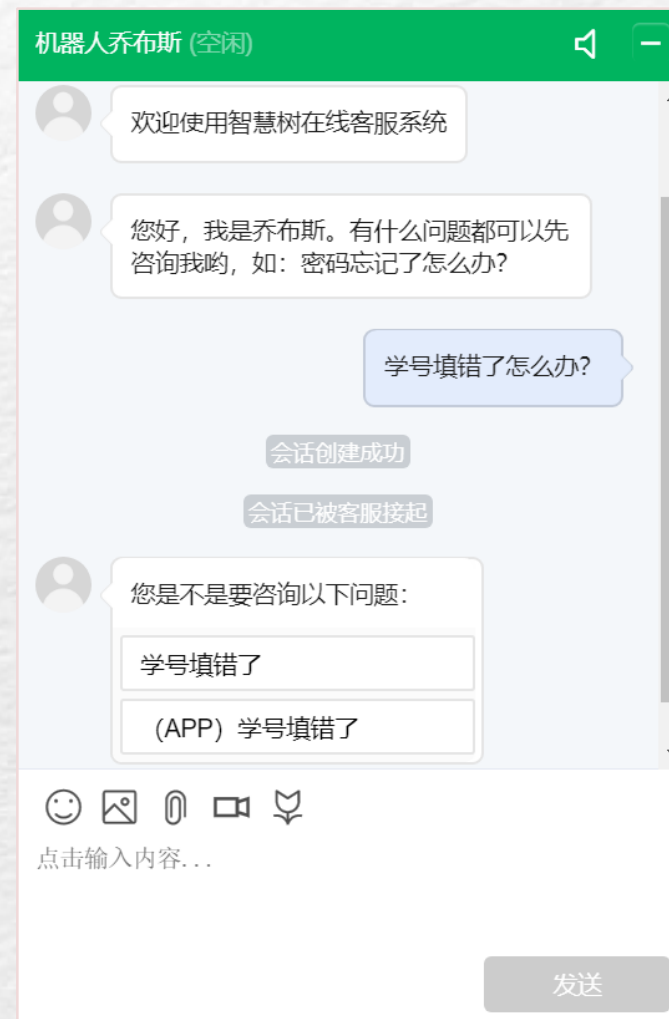 机器人乔布斯 (空闲)
欢迎使用智慧树在线客服系统
您好，我是乔布斯。有什么问题都可以先
咨询我哟，如：密码忘记了怎么办？
学号填错了怎么办？
会话创建成功
会话已被客服接起
您是不是要咨询以下问题：
学号填错了
（APP）学号填错了
点击输入内容...
发送